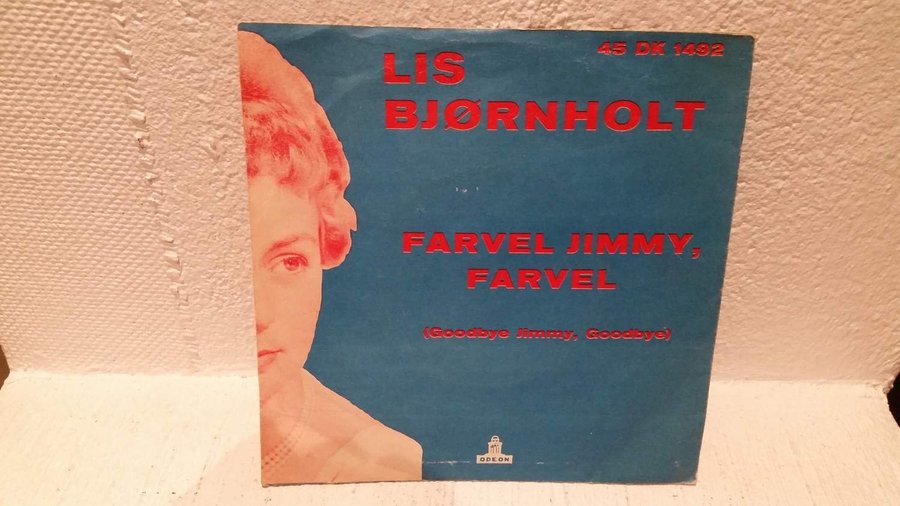 45 DK 1492
LIS
BJØRNHOLT
FARVEL JIMMY,
FARVEL
(Goodbye Jimmy, Goodbye)
ODEON